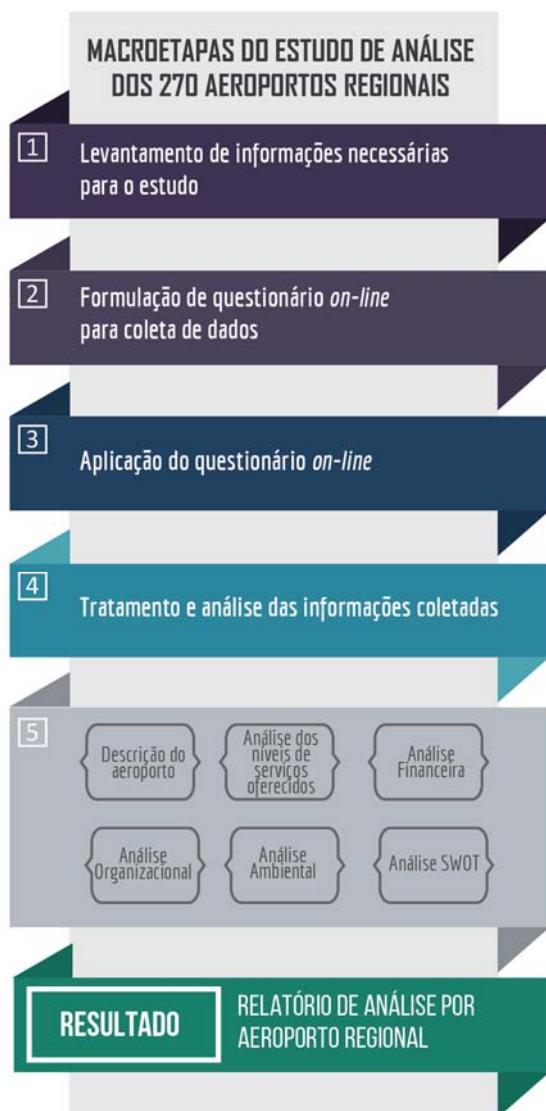 MACROETAPAS DO ESTUDO DE ANÁLISE
DOS 270 AEROPORTOS REGIONAIS
1
Levantamento de informações necessárias
para o estudo
2
Formulação de questionário on-line
para coleta de dados
3
Aplicação do questionário on-line
4
Tratamento e análise das informações coletadas
5
Descrição do
aeroporto
Análise dos
níveis de
serviços
oferecidos
Análise
Financeira
Análise
Organizacional
Análise
Ambiental
Análise SWOT
RESULTADO
RELATÓRIO DE ANÁLISE POR
AEROPORTO REGIONAL